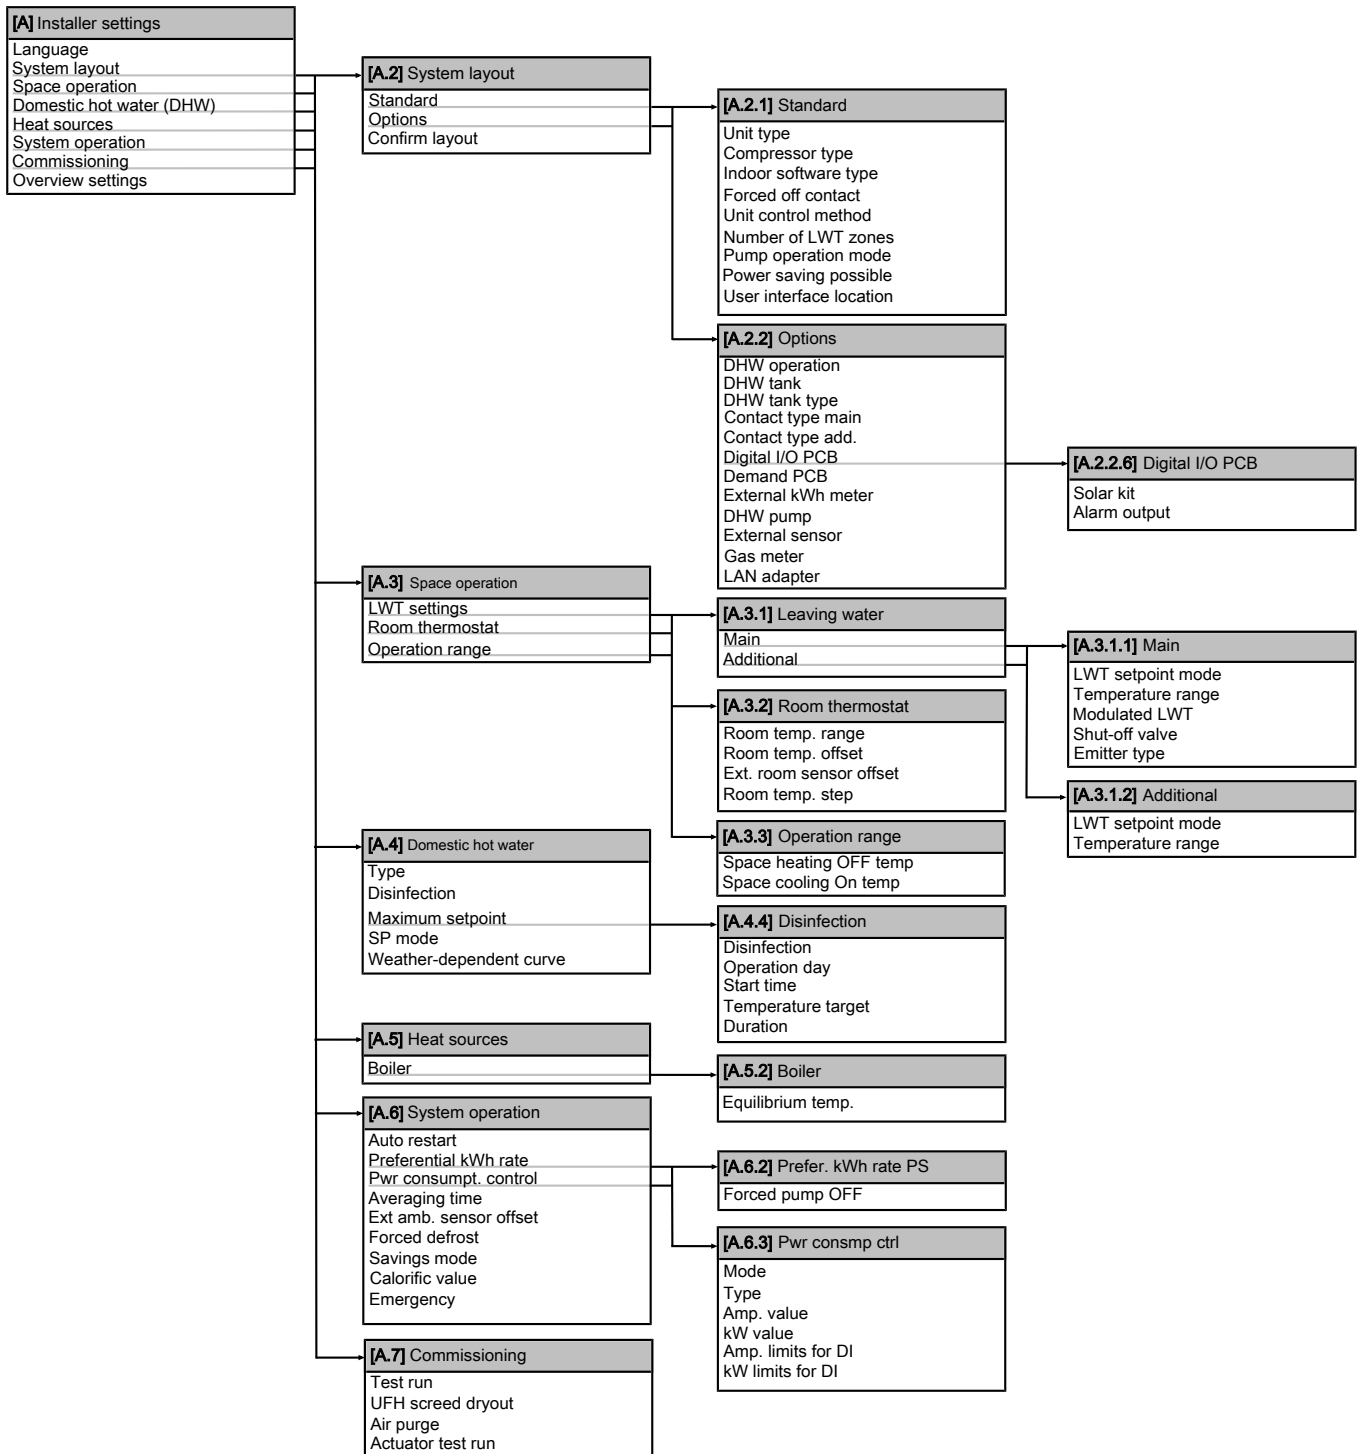 [A] Installer settings
Language
System layout
Space operation
Domestic hot water (DHW)
Heat sources
System operation
Commissioning
Overview settings
[A.2] System layout
Standard
Options
Confirm layout
[A.2.1] Standard
Unit type
Compressor type
Indoor software type
Forced off contact
Unit control method
Number of LWT zones
Pump operation mode
Power saving possible
User interface location
[A.2.2] Options
DHW operation
DHW tank
DHW tank type
Contact type main
Contact type add.
Digital I/O PCB
Demand PCB
External kWh meter
DHW pump
External sensor
Gas meter
LAN adapter
[A.2.2.6] Digital I/O PCB
Solar kit
Alarm output
[A.3] Space operation
LWT settings
Room thermostat
Operation range
[A.3.1] Leaving water
Main
Additional
[A.3.1.1] Main
LWT setpoint mode
Temperature range
Modulated LWT
Shut-off valve
Emitter type
[A.3.1.2] Additional
LWT setpoint mode
Temperature range
[A.3.2] Room thermostat
Room temp. range
Room temp. offset
Ext. room sensor offset
Room temp. step
[A.3.3] Operation range
Space heating OFF temp
Space cooling On temp
[A.4] Domestic hot water
Type
Disinfection
Maximum setpoint
SP mode
Weather-dependent curve
[A.4.4] Disinfection
Disinfection
Operation day
Start time
Temperature target
Duration
[A.5] Heat sources
Boiler
[A.5.2] Boiler
Equilibrium temp.
[A.6] System operation
Auto restart
Preferential kWh rate
Pwr consumpt. control
Averaging time
Ext amb. sensor offset
Forced defrost
Savings mode
Calorific value
Emergency
[A.6.2] Prefer. kWh rate PS
Forced pump OFF
[A.6.3] Pwr consmp ctrl
Mode
Type
Amp. value
kW value
Amp. limits for DI
kW limits for DI
[A.7] Commissioning
Test run
UFH screed dryout
Air purge
Actuator test run